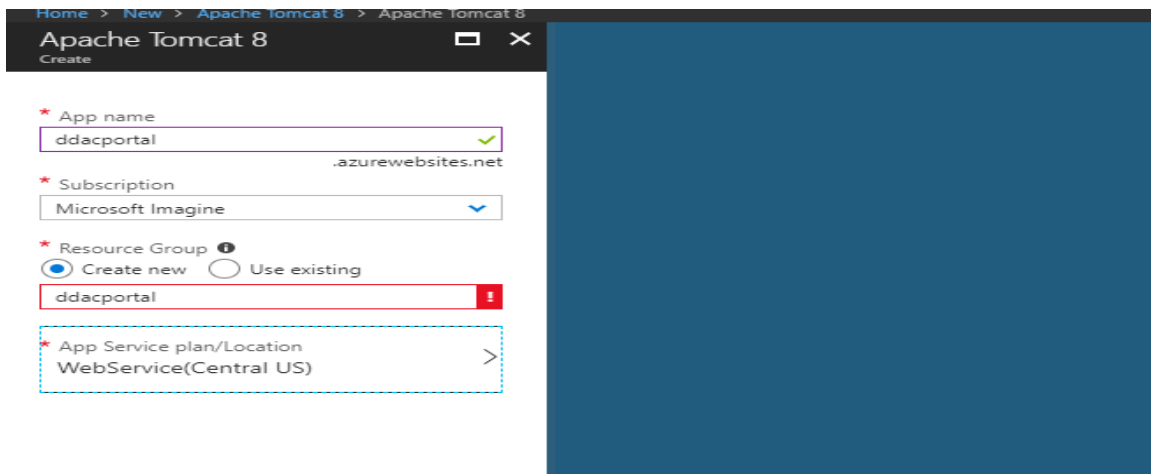 Home > New > Apache Tomcat 8 > Apache Tomcat 8
Apache Tomcat 8
Create
* App name
ddacportal
.azurewebsites.net
* Subscription
Microsoft Imagine
* Resource Group
Create new Use existing
ddacportal
* App Service plan/Location
WebService(Central US)